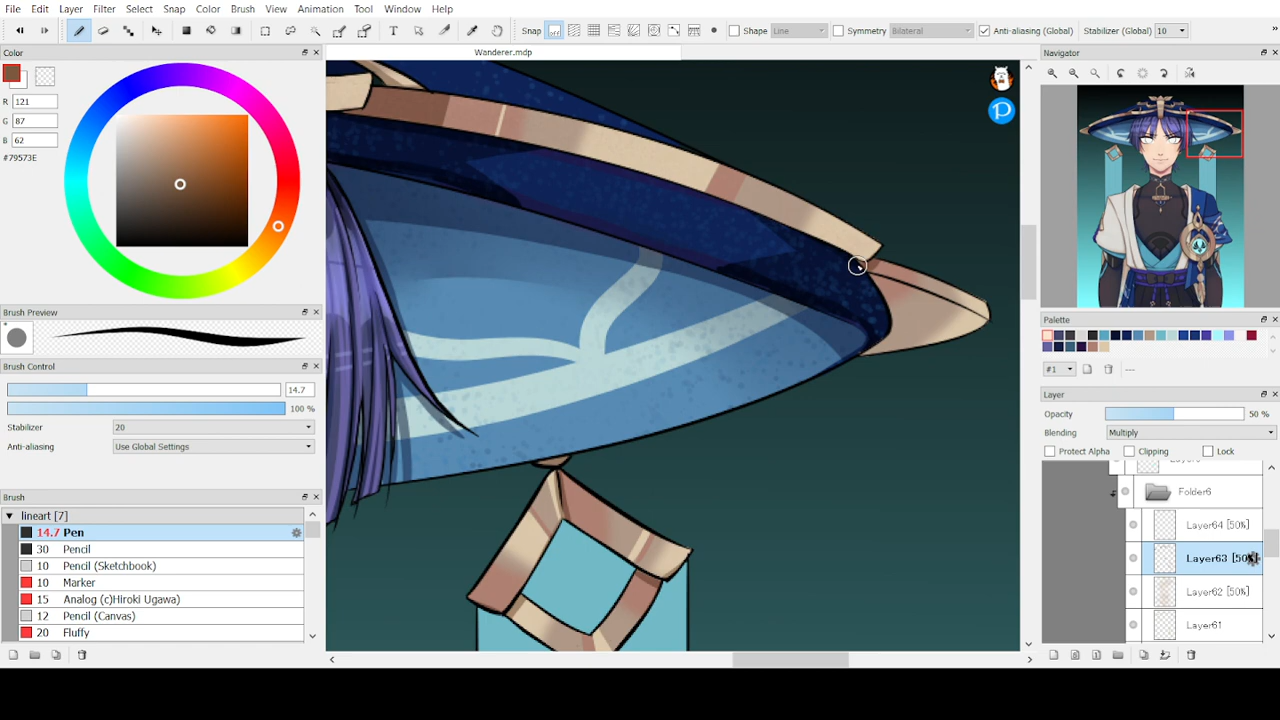 File Edit Layer Filter Select Snap Color Brush View Animation Tool Window Help
Snap Shape Line Symmetry Bilateral Anti-aliasing (Global) Stabilizer (Global) 10
Color
Wanderer.mdp
Navigator
R 121
G 87
B 62
#79573E
Brush Preview
Palette
#1 ---
Brush Control
14.7
100 %
Stabilizer 20
Anti-aliasing Use Global Settings
Layer
Opacity 50 %
Blending Multiply
Protect Alpha Clipping Lock
Folder6
Layer64 [50%]
Layer63 [50%]
Layer62 [50%]
Layer61
Brush
lineart [7]
14.7 Pen
30 Pencil
10 Pencil (Sketchbook)
10 Marker
15 Analog (c)Hiroki Ugawa)
12 Pencil (Canvas)
20 Fluffy